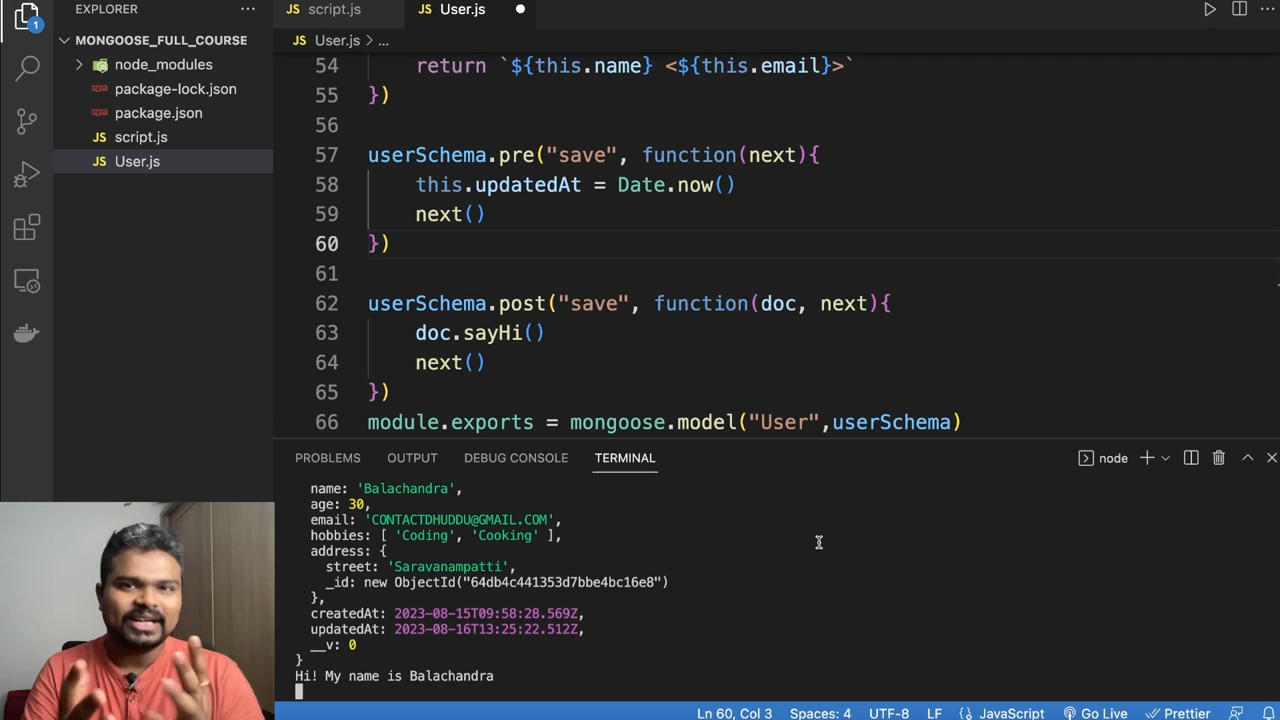 EXPLORER ...
script.js
User.js
1
MONGOOSE_FULL_COURSE
User.js > ...
node_modules
package-lock.json
package.json
script.js
User.js
54 return `${this.name} <${this.email}>`
55 })
56
57 userSchema.pre("save", function(next){
58 this.updatedAt = Date.now()
59 next()
60 })
61
62 userSchema.post("save", function(doc, next){
63 doc.sayHi()
64 next()
65 })
66 module.exports = mongoose.model("User",userSchema)
PROBLEMS OUTPUT DEBUG CONSOLE TERMINAL node
name: 'Balachandra',
age: 30,
email: 'CONTACTDHUDDU@GMAIL.COM',
hobbies: [ 'Coding', 'Cooking' ],
address: {
street: 'Saravanampatti',
_id: new ObjectId("64db4c441353d7bbe4bc16e8")
},
createdAt: 2023-08-15T09:58:28.569Z,
updatedAt: 2023-08-16T13:25:22.512Z,
__v: 0
}
Hi! My name is Balachandra
Ln 60, Col 3 Spaces: 4 UTF-8 LF {} JavaScript Go Live Prettier